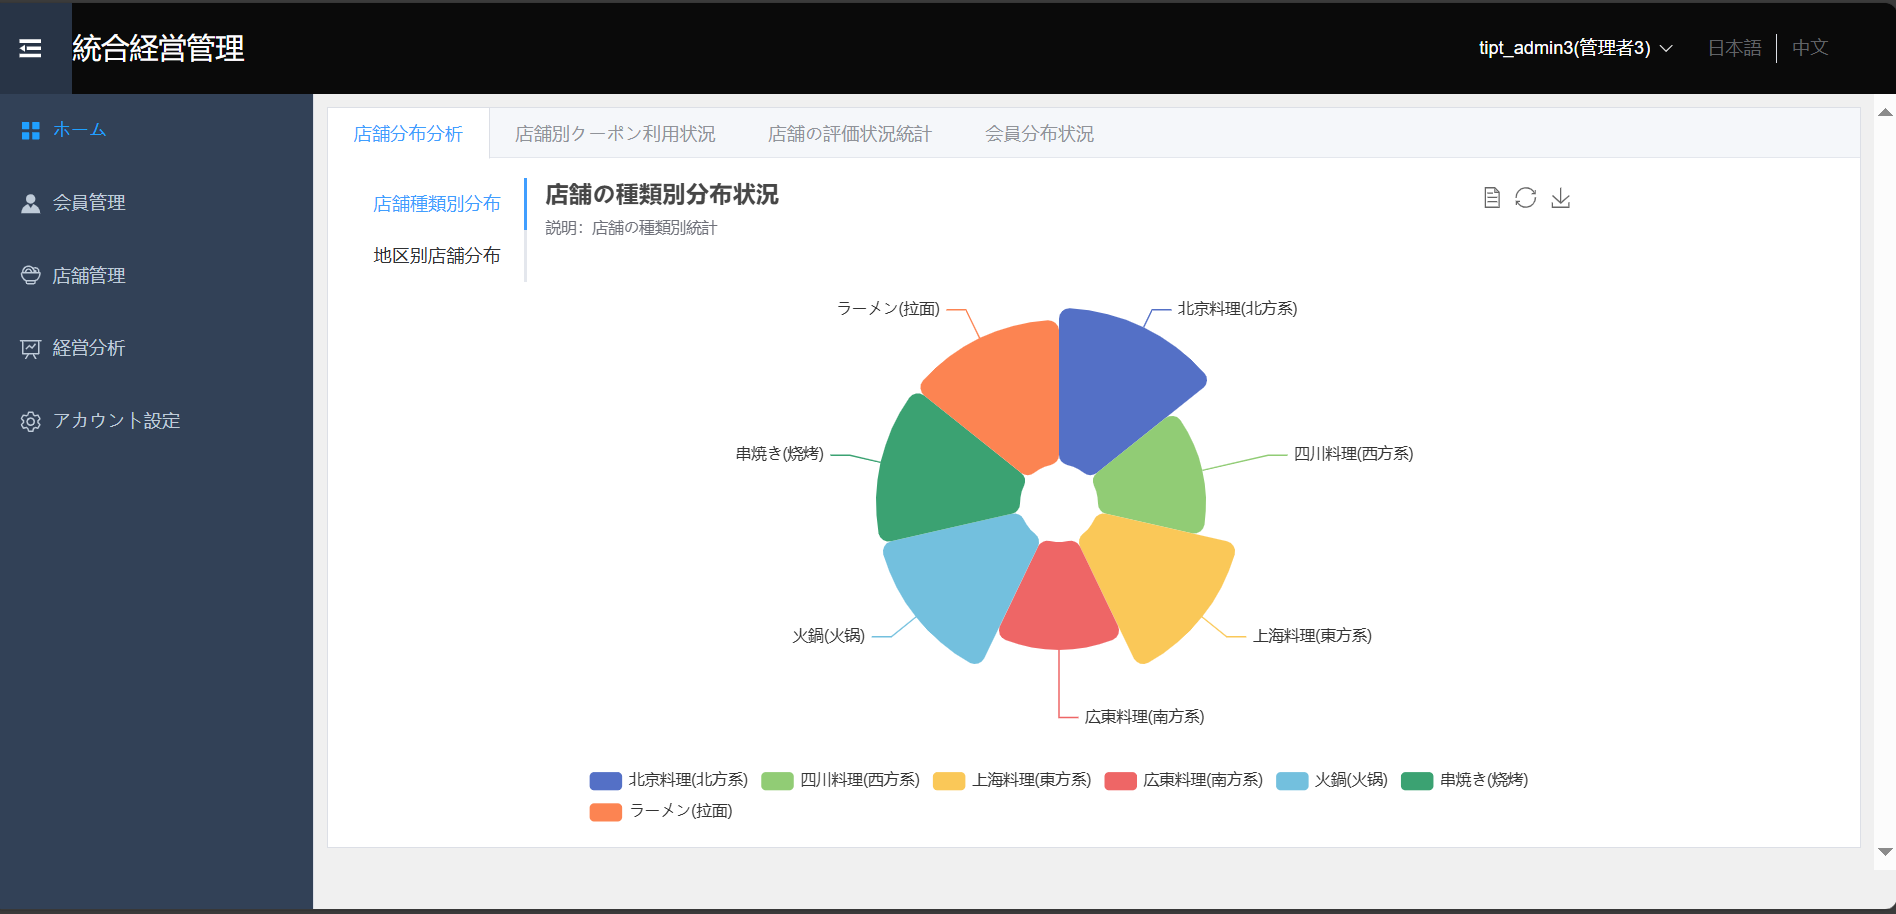 統合経営管理
tipt_admin3(管理者3)
日本語
中文
ホーム
会員管理
店舗管理
経営分析
アカウント設定
店舗分布分析
店舗別クーポン利用状況
店舗の評価状況統計
会員分布状況
店舗種類別分布
地区别店舗分布
店舗の種類別分布状況
説明：店舗の種類別統計
ラーメン(拉面)
北京料理(北方系)
串焼き(烧烤)
四川料理(西方系)
火鍋(火锅)
上海料理(東方系)
広東料理(南方系)
北京料理(北方系) 四川料理(西方系) 上海料理(東方系) 広東料理(南方系) 火鍋(火锅) 串焼き(烧烤)
ラーメン(拉面)